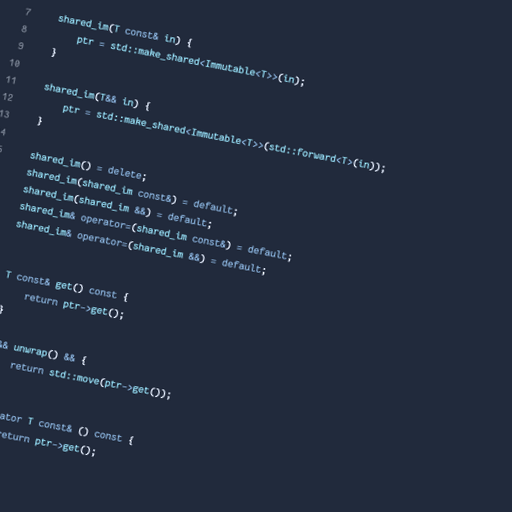 7 shared_im(T const& in) {
8 ptr = std::make_shared<Immutable<T>>(in);
9 }
10
11 shared_im(T&& in) {
12 ptr = std::make_shared<Immutable<T>>(std::forward<T>(in));
13 }
4
shared_im() = delete;
shared_im(shared_im const&) = default;
shared_im(shared_im &&) = default;
shared_im& operator=(shared_im const&) = default;
shared_im& operator=(shared_im &&) = default;
T const& get() const {
return ptr->get();
}
&& unwrap() && {
return std::move(ptr->get());
ator T const& () const {
return ptr->get();